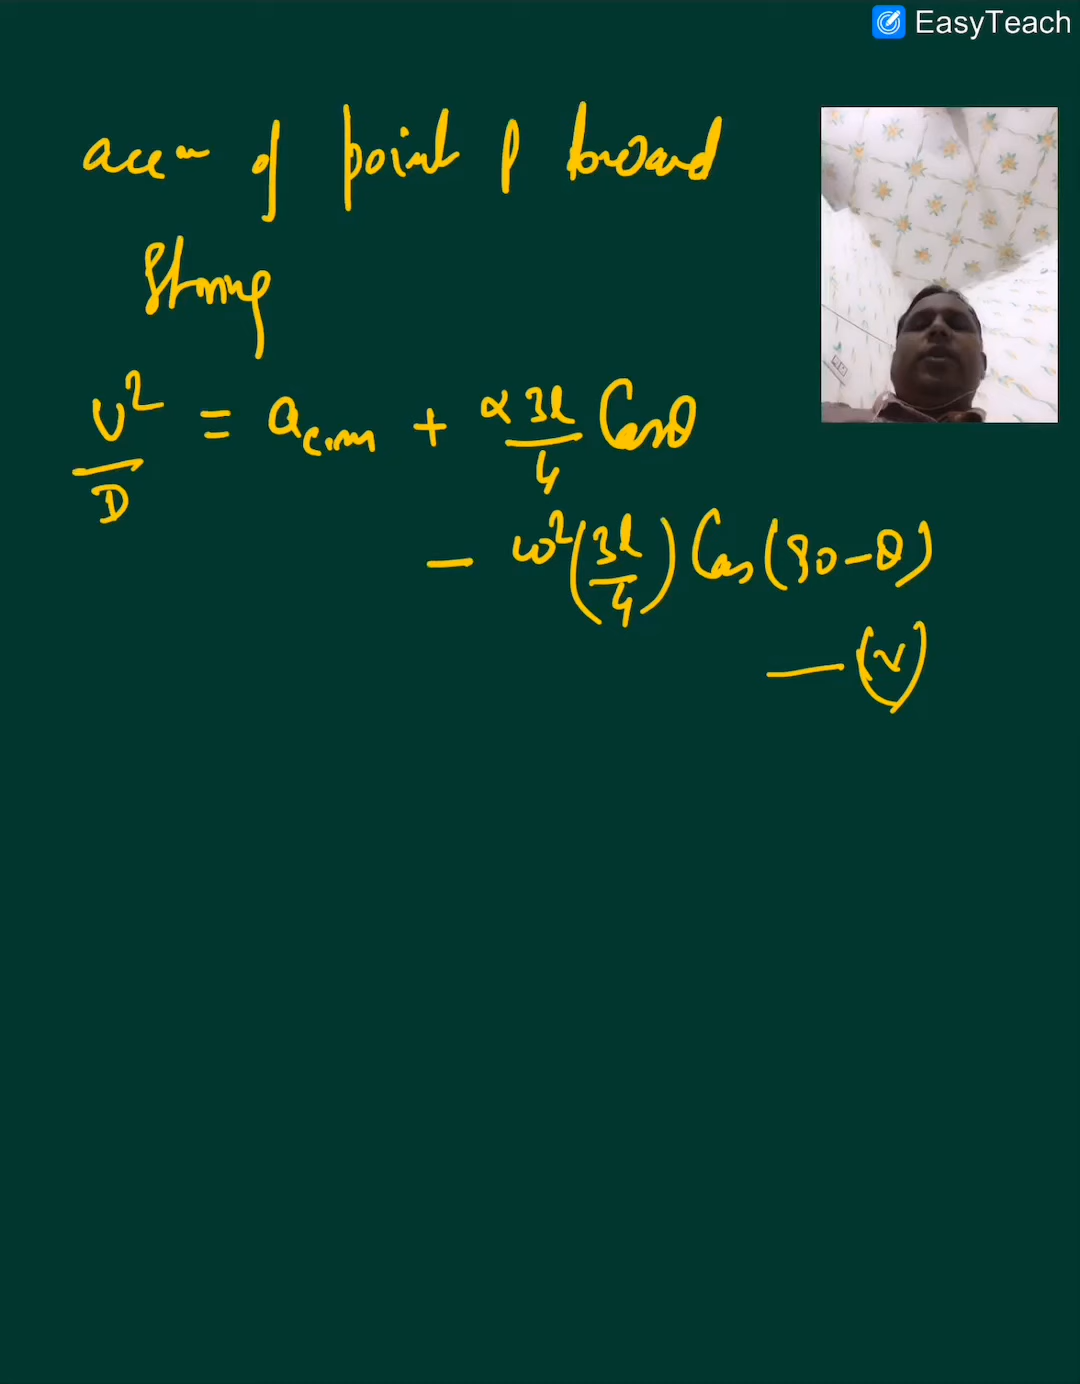 EasyTeach
accⁿ of point P toward
String
v²/D = a_c.m + α 3l/4 Cosθ
− ω² (3l/4) Cos (90−θ)
— (v)